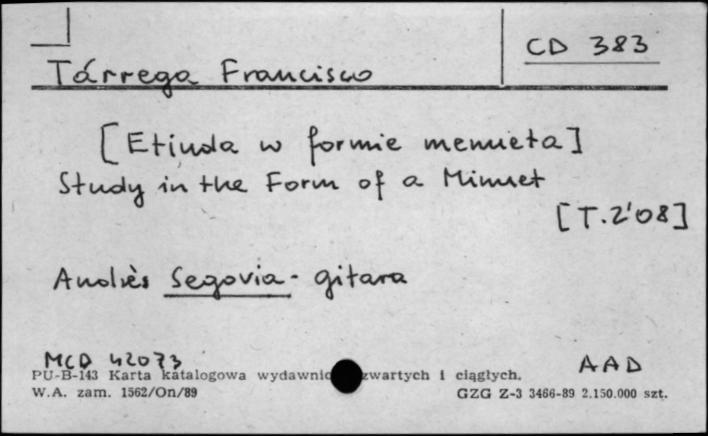 CD 383
Tárrega Francisco
[Etiuda w formie menueta]
Study in the Form of a Minuet
[T.2'08]
Andrès Segovia - gitara
MCD 42073
AAD
PU-B-143 Karta katalogowa wydawnic zwartych i ciągłych.
W.A. zam. 1562/On/89 GZG Z-3 3466-89 2.150.000 szt.